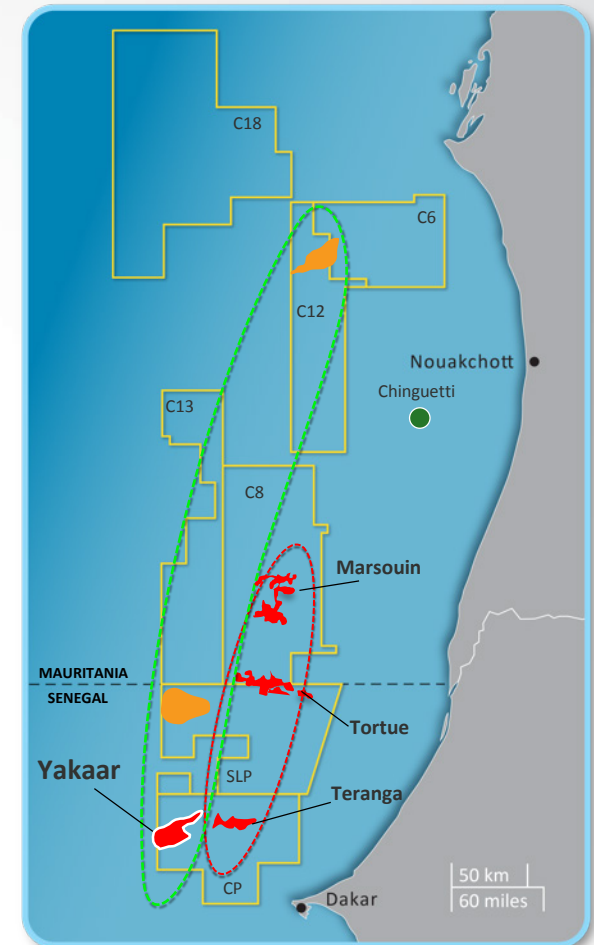 C18
C6
C12
Nouakchott
Chinguetti
C13
C8
Marsouin
MAURITANIA
SENEGAL
Tortue
Yakaar
SLP
Teranga
50 km
60 miles
CP
Dakar